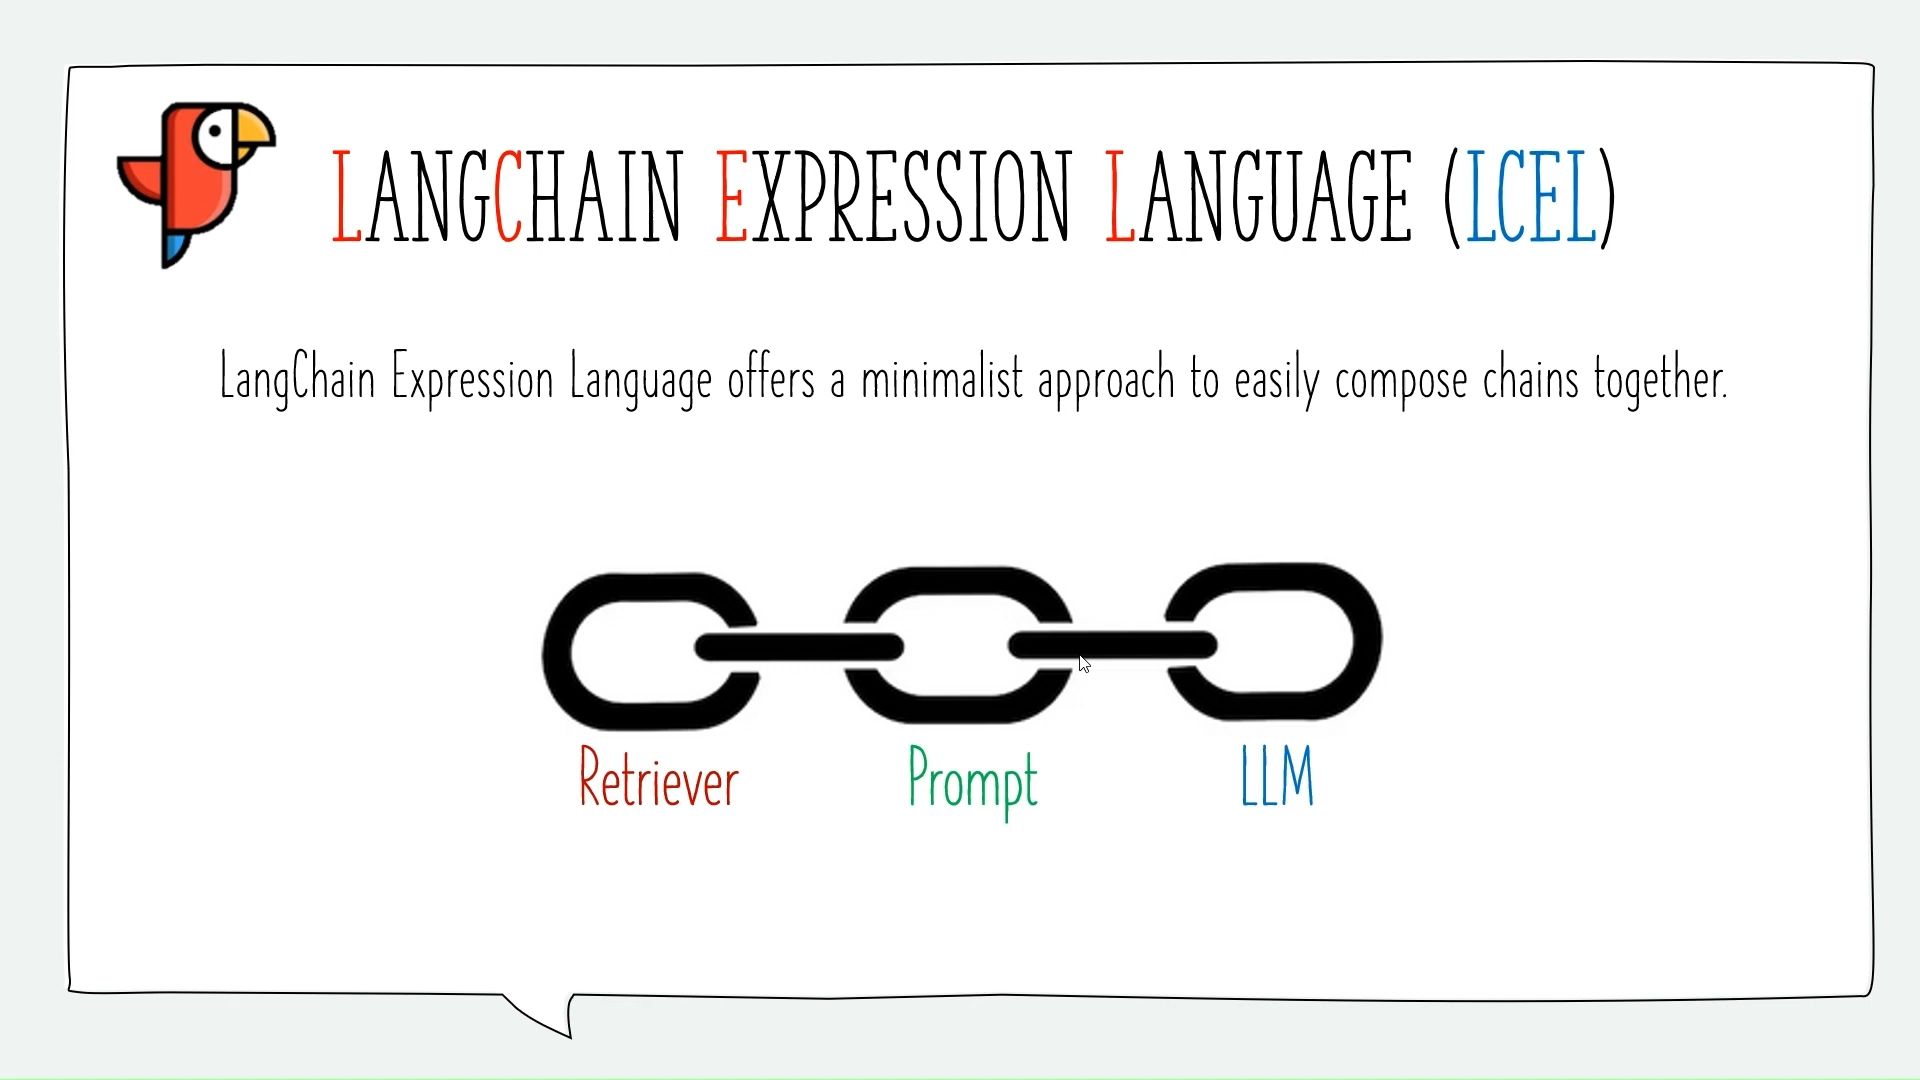 LANGCHAIN EXPRESSION LANGUAGE (LCEL)
LangChain Expression Language offers a minimalist approach to easily compose chains together.
Retriever Prompt LLM